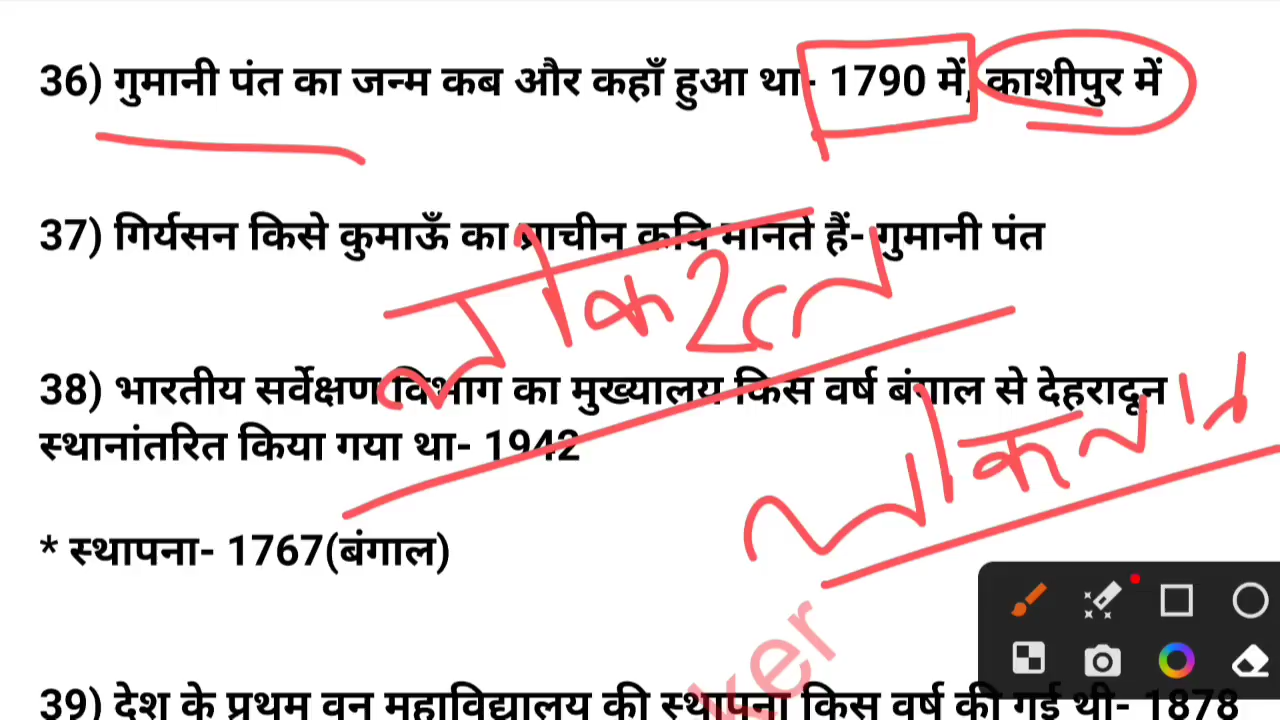 36) गुमानी पंत का जन्म कब और कहाँ हुआ था- 1790 में, काशीपुर में
37) गिर्यसन किसे कुमाऊँ का प्राचीन कवि मानते हैं- गुमानी पंत
38) भारतीय सर्वेक्षण विभाग का मुख्यालय किस वर्ष बंगाल से देहरादून
स्थानांतरित किया गया था- 1942
* स्थापना- 1767(बंगाल)
ker
39) देश के प्रथम वन महाविद्यालय की स्थापना किस वर्ष की गई थी- 1878